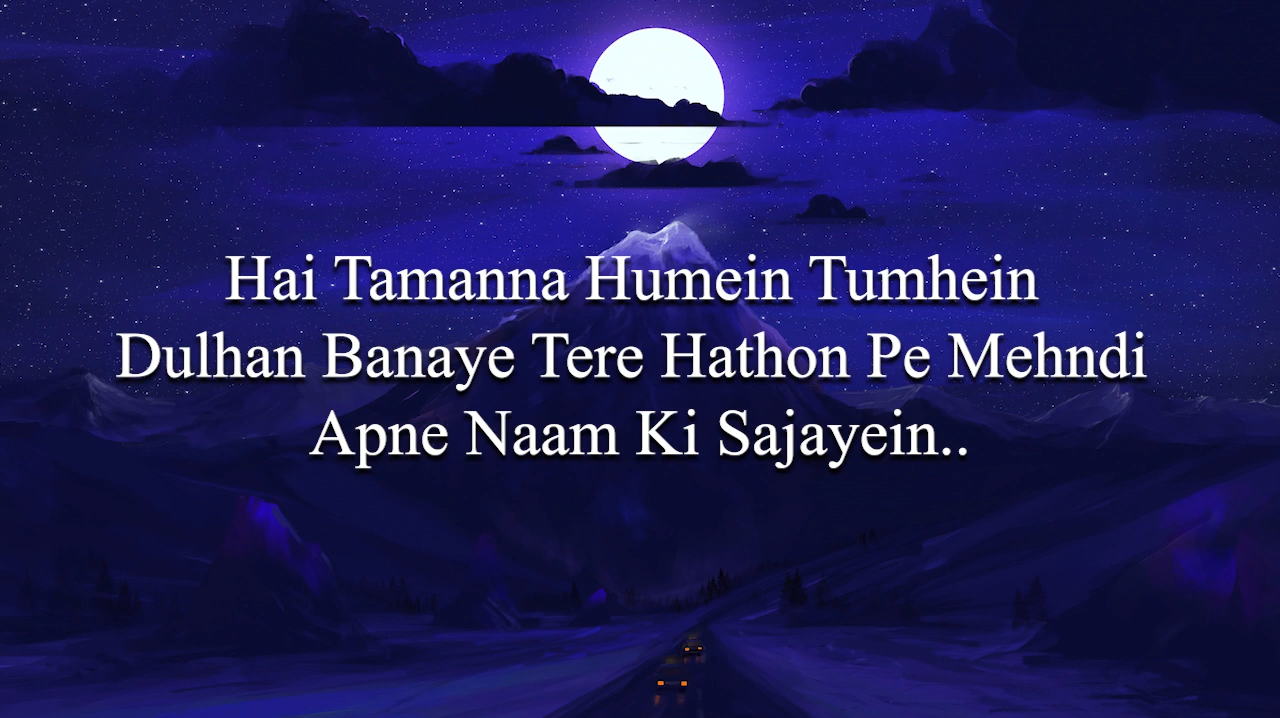 Hai Tamanna Humein Tumhein
Dulhan Banaye Tere Hathon Pe Mehndi
Apne Naam Ki Sajayein..